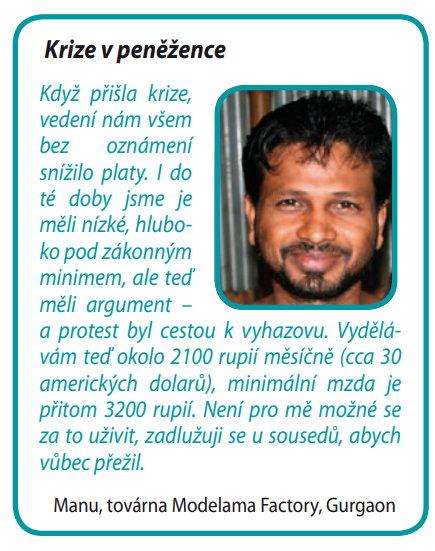 Krize v peněžence
Když přišla krize,
vedení nám všem
bez oznámení
snížilo platy. I do
té doby jsme je
měli nízké, hlubo-
ko pod zákonným
minimem, ale teď
měli argument –
a protest byl cestou k vyhazovu. Vydělá-
vám teď okolo 2100 rupií měsíčně (cca 30
amerických dolarů), minimální mzda je
přitom 3200 rupií. Není pro mě možné se
za to uživit, zadlužuji se u sousedů, abych
vůbec přežil.
Manu, továrna Modelama Factory, Gurgaon